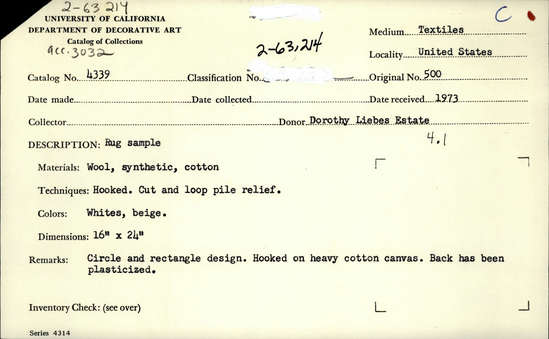 2-63 214
UNIVERSITY OF CALIFORNIA
DEPARTMENT OF DECORATIVE ART
Catalog of Collections
acc. 3032
2-63,214
C
Medium Textiles
Locality United States
Catalog No. 4339 Classification No. Original No. 500
Date made Date collected Date received 1973
Collector Donor Dorothy Liebes Estate
DESCRIPTION: Rug sample
4.1
Materials: Wool, synthetic, cotton
Techniques: Hooked. Cut and loop pile relief.
Colors: Whites, beige.
Dimensions: 16" x 24"
Remarks: Circle and rectangle design. Hooked on heavy cotton canvas. Back has been
plasticized.
Inventory Check: (see over)
Series 4314